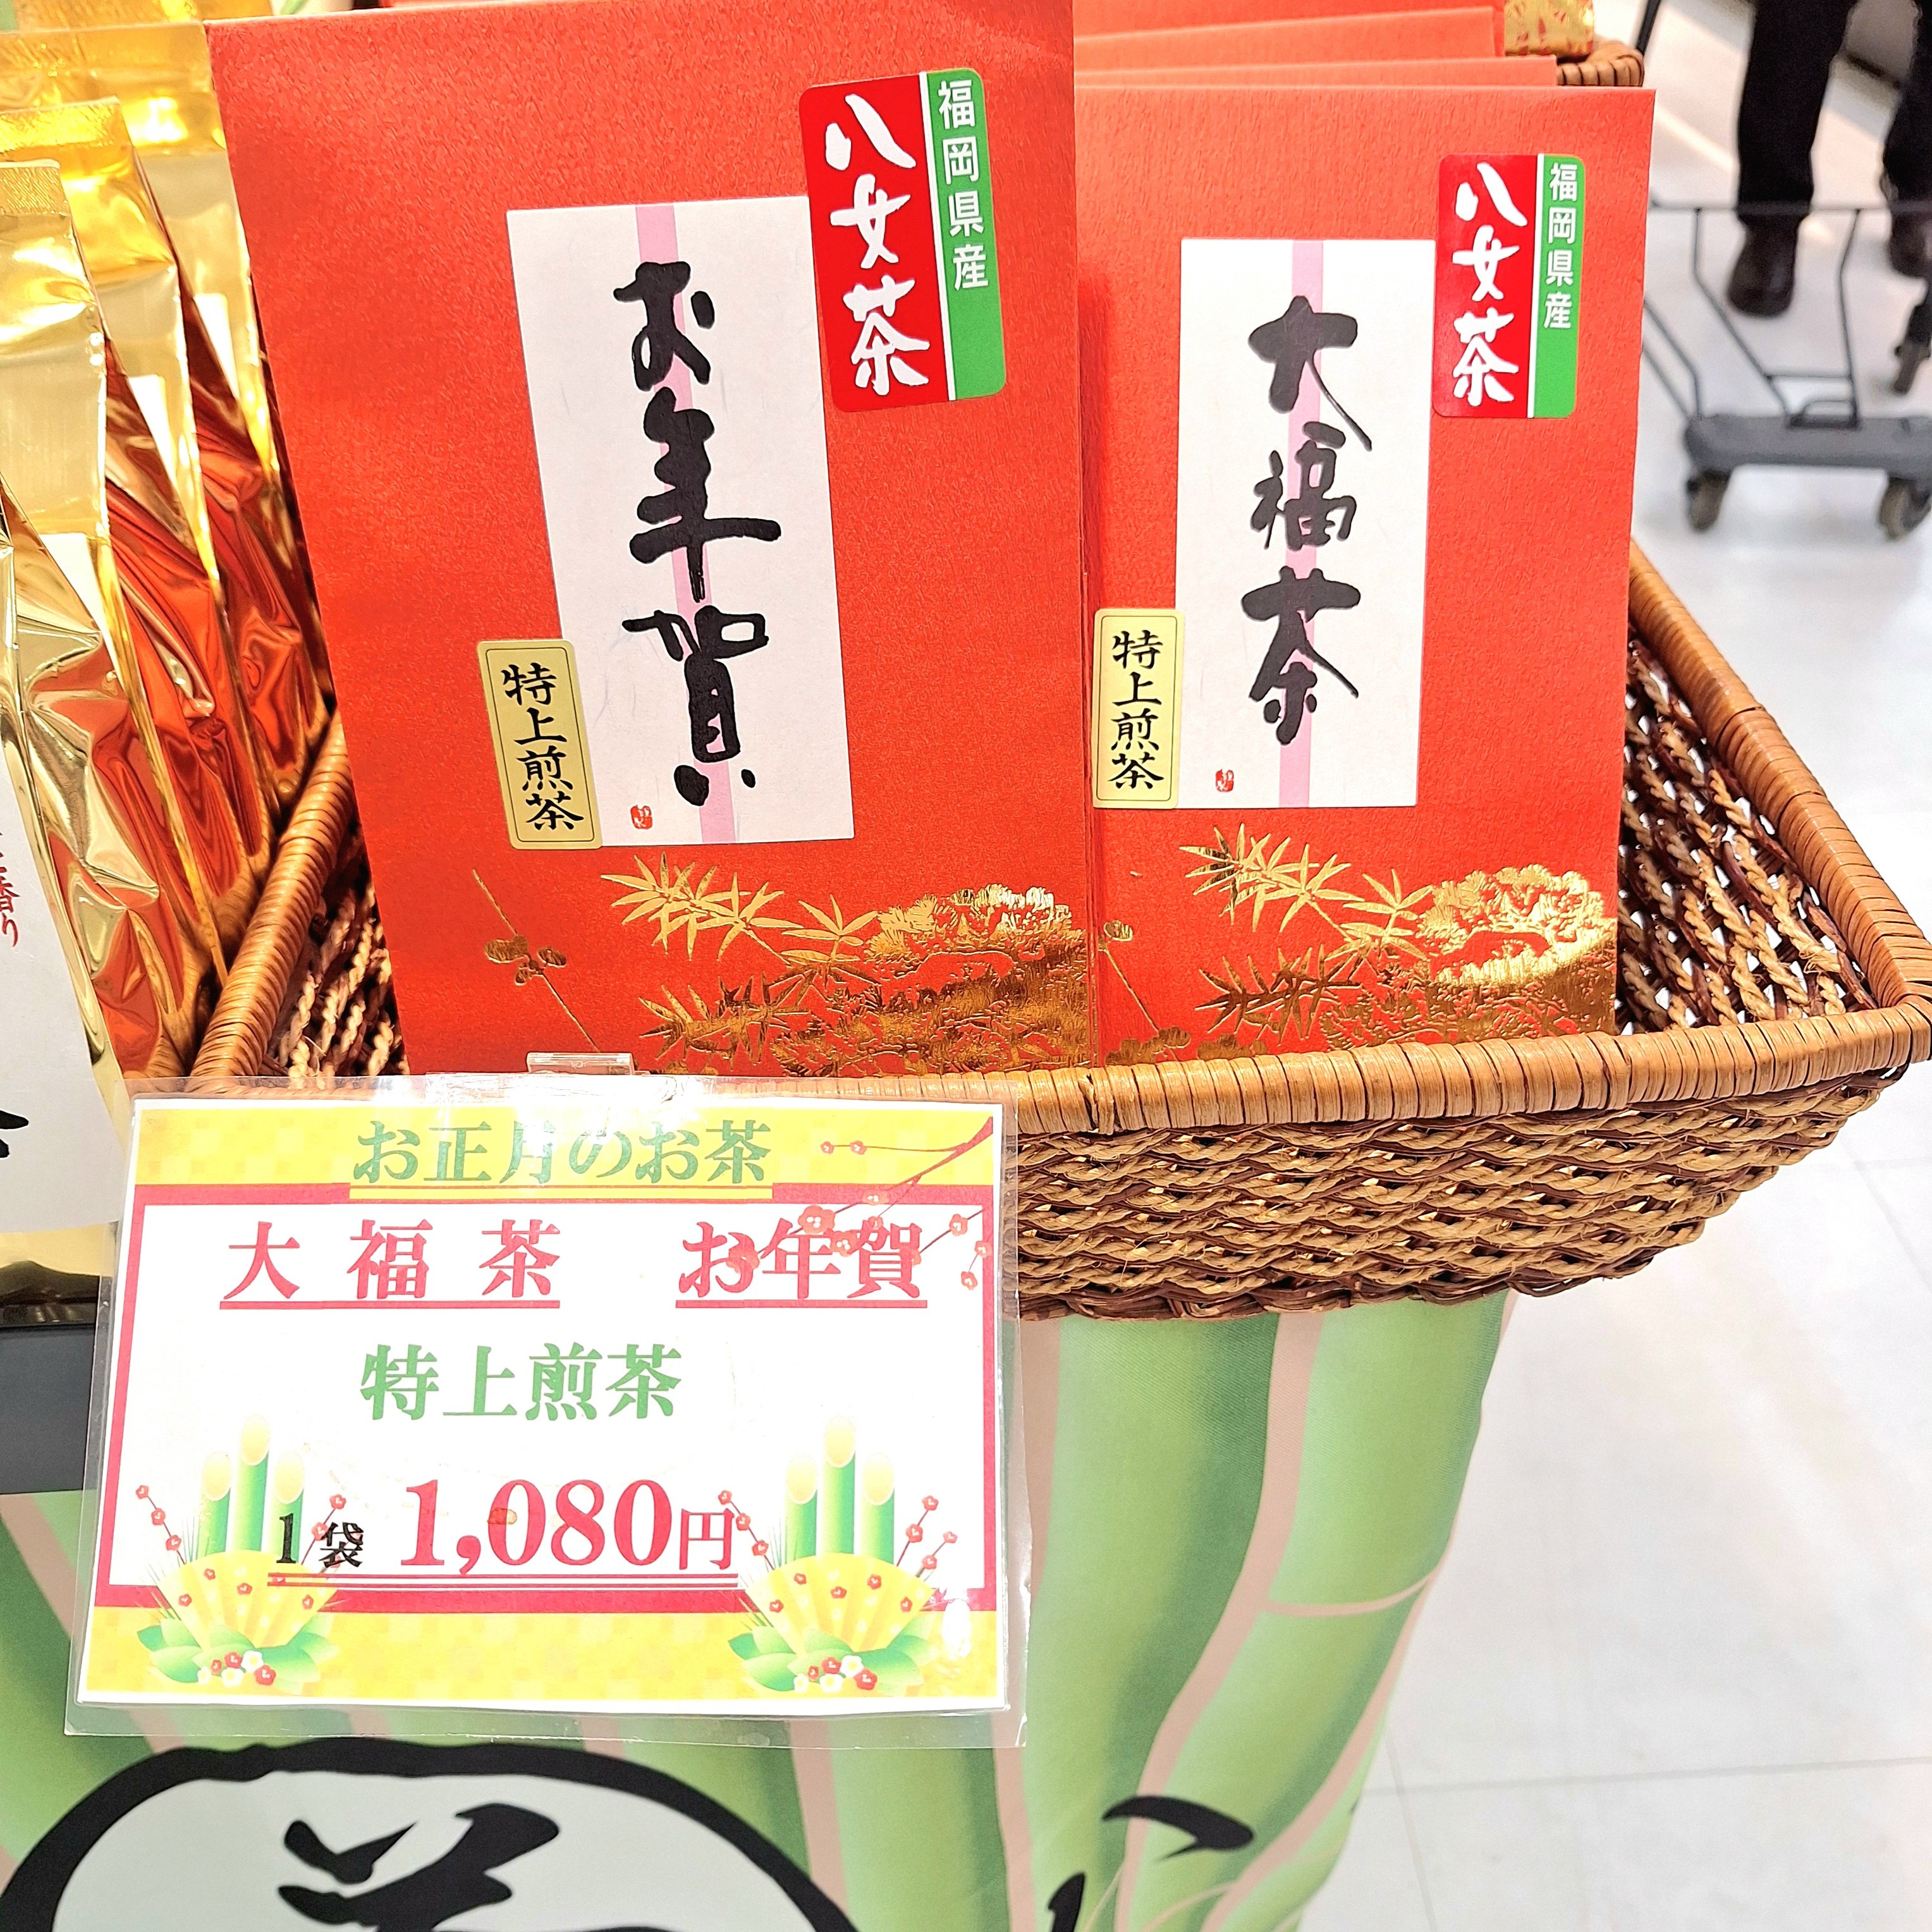 お年賀
特上煎茶
八女茶
福岡県産
大福茶
特上煎茶
八女茶
福岡県産
お正月のお茶
大福茶 お年賀
特上煎茶
1袋 1,080円
香り